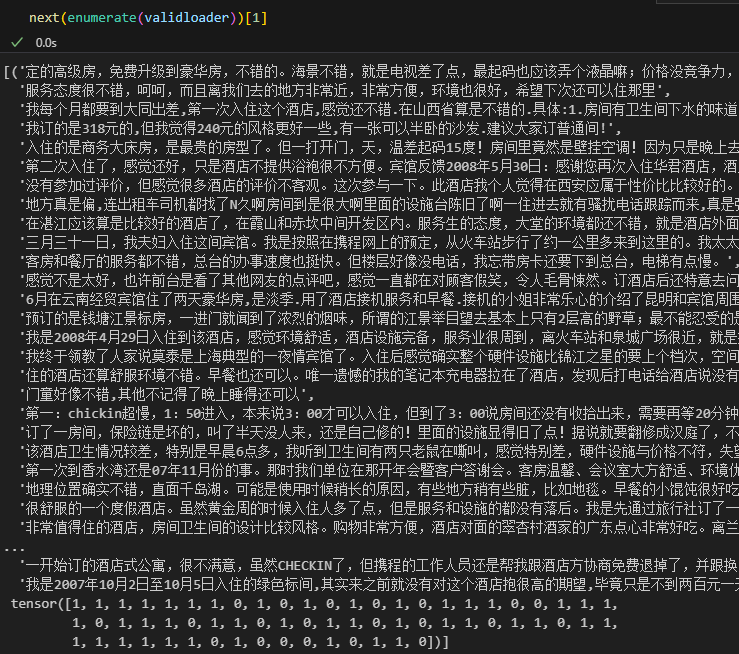 next(enumerate(validloader))[1]
0.0s
[('定的高级房，免费升级到豪华房，不错的。海景不错，就是电视差了点，最起码也应该弄个液晶嘛；价格没竞争力，
'服务态度很不错，呵呵，而且离我们去的地方非常近，非常方便，环境也很好，希望下次还可以住那里',
'我每个月都要到大同出差,第一次入住这个酒店,感觉还不错.在山西省算是不错的.具体:1.房间有卫生间下水的味道
'我订的是318元的,但我觉得240元的风格更好一些,有一张可以半卧的沙发.建议大家订普通间!',
'入住的是商务大床房，是最贵的房型了。但一打开门，天，温差起码15度！房间里竟然是壁挂空调！因为只是晚上去
'第二次入住了，感觉还好，只是酒店不提供浴袍很不方便。宾馆反馈2008年5月30日：感谢您再次入住华君酒店，酒
'没有参加过评价，但感觉很多酒店的评价不客观。这次参与一下。此酒店我个人觉得在西安应属于性价比比较好的。
'地方真是偏,连出租车司机都找了N久啊房间到是很大啊里面的设施台陈旧了啊一住进去就有骚扰电话跟踪而来,真是强
'在湛江应该算是比较好的酒店了，在霞山和赤坎中间开发区内。服务生的态度，大堂的环境都还不错，就是酒店外面
'三月三十一日，我夫妇入住这间宾馆。我是按照在携程网上的预定，从火车站步行了约一公里多来到这里的。我太太
'客房和餐厅的服务都不错，总台的办事速度也挺快。但楼层好像没电话，我忘带房卡还要下到总台，电梯有点慢。',
'感觉不是太好，也许前台是看了其他网友的点评吧，感觉一直都在对顾客假笑，令人毛骨悚然。订酒店后还特意去问
'6月在云南经贸宾馆住了两天豪华房,是淡季.用了酒店接机服务和早餐.接机的小姐非常乐心的介绍了昆明和宾馆周围
'预订的是钱塘江景标房，一进门就闻到了浓烈的烟味，所谓的江景举目望去基本上只有2层高的野草；最不能忍受的是
'我是2008年4月29日入住到该酒店，感觉环境舒适，酒店设施完备，服务业很周到，离火车站和泉城广场很近，就是
'我终于领教了人家说莫泰是上海典型的一夜情宾馆了。入住后感觉确实整个硬件设施比锦江之星的要上个档次，空间
'住的酒店还算舒服环境不错。早餐也还可以。唯一遗憾的我的笔记本充电器拉在了酒店，发现后打电话给酒店说没有
'门童好像不错,其他不记得了晚上睡得还可以',
'第一：chickin超慢，1：50进入，本来说3：00才可以入住，但到了3：00说房间还没有收拾出来，需要再等20分钟
'订了一房间，保险链是坏的，叫了半天没人来，还是自己修的！里面的设施显得旧了点！据说就要翻修成汉庭了，不
'该酒店卫生情况较差，特别是早晨6点多，我听到卫生间有两只老鼠在嘶叫，感觉特别差，硬件设施与价格不符，失望
'第一次到香水湾还是07年11月份的事。那时我们单位在那开年会暨客户答谢会。客房温馨、会议室大方舒适、环境优
'地理位置确实不错，直面千岛湖。可能是使用时候稍长的原因，有些地方稍有些脏，比如地毯。早餐的小馄饨很好吃
'很舒服的一个度假酒店。虽然黄金周的时候入住人多了点，但是服务和设施的都没有落后。我是先通过旅行社订了一
'非常值得住的酒店，房间卫生间的设计比较风格。购物非常方便，酒店对面的翠杏村酒家的广东点心非常好吃。离兰
...
'一开始订的酒店式公寓，很不满意，虽然CHECKIN了，但携程的工作人员还是帮我跟酒店方协商免费退掉了，并跟换
'我是2007年10月2日至10月5日入住的绿色标间,其实来之前就没有对这个酒店抱很高的期望,毕竟只是不到两百元一天
tensor([1, 1, 1, 1, 1, 1, 1, 0, 1, 0, 1, 0, 1, 0, 1, 0, 1, 1, 1, 0, 0, 1, 1, 1,
1, 0, 1, 1, 1, 0, 0, 1, 1, 0, 1, 0, 1, 0, 1, 1, 0, 1, 1, 0, 1, 1,
1, 1, 1, 1, 1, 1, 0, 1, 0, 0, 0, 1, 0, 1, 1, 0])]